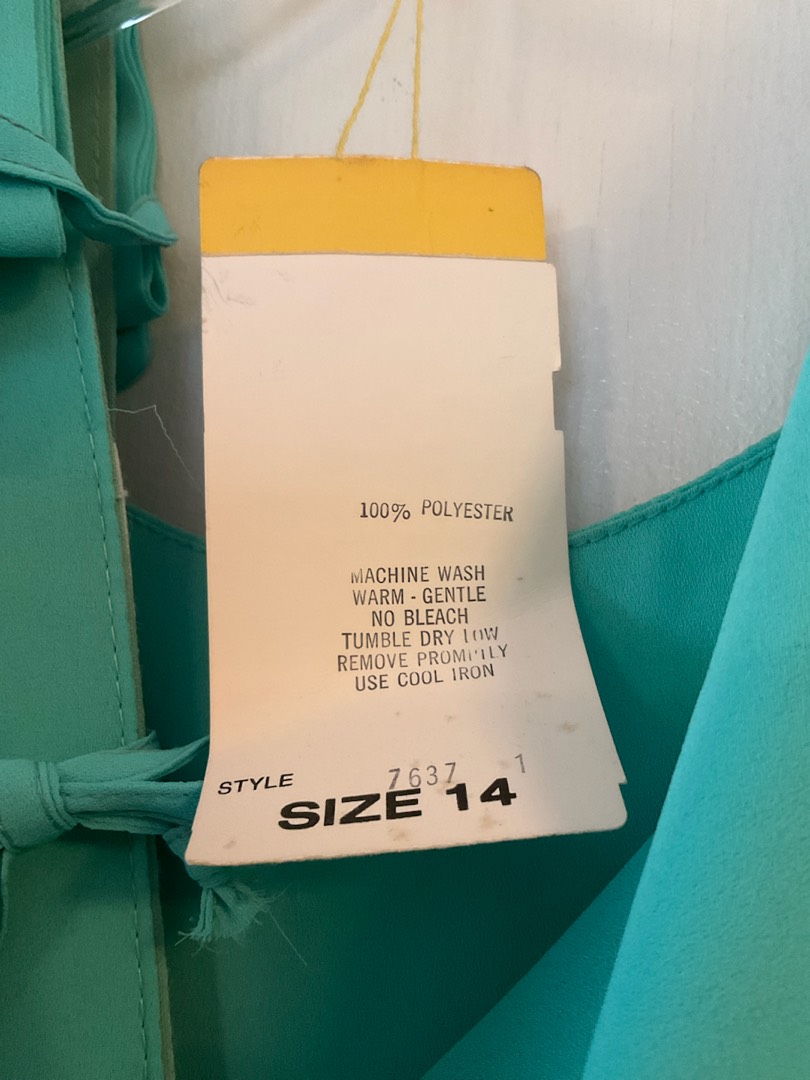 100% POLYESTER
MACHINE WASH
WARM - GENTLE
NO BLEACH
TUMBLE DRY LOW
REMOVE PROMPTLY
USE COOL IRON
STYLE 7637 1
SIZE 14